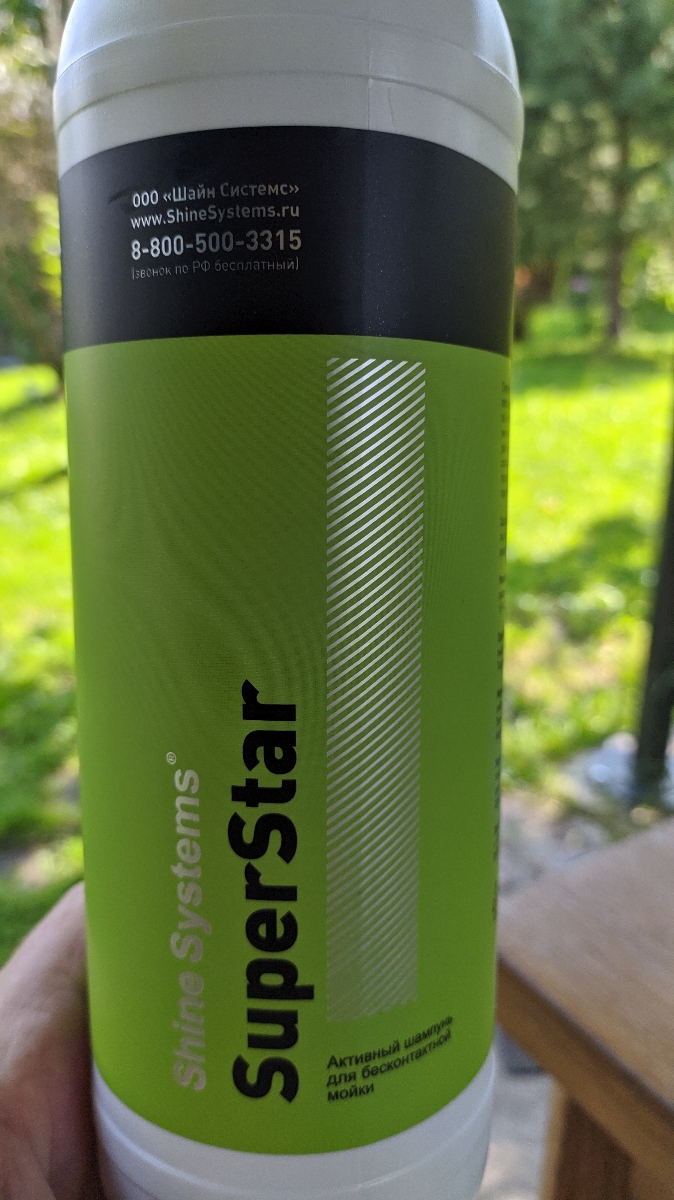 ООО «Шайн Системс»
www.ShineSystems.ru
8-800-500-3315
(звонок по РФ бесплатный)
Shine Systems®
SuperStar
Активный шампунь
для бесконтактной
мойки